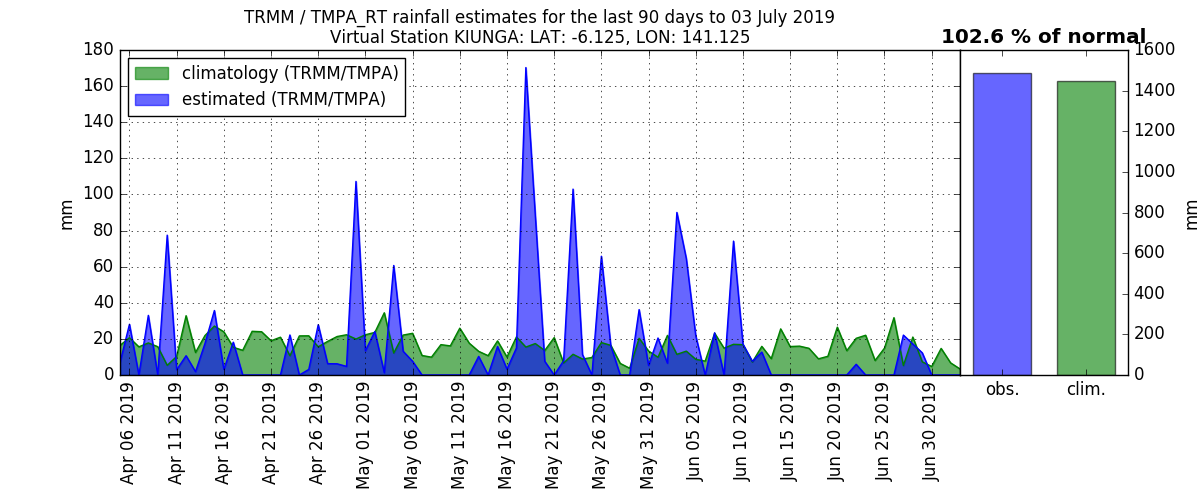 TRMM / TMPA_RT rainfall estimates for the last 90 days to 03 July 2019
Virtual Station KIUNGA: LAT: -6.125, LON: 141.125
102.6 % of normal
climatology (TRMM/TMPA)
estimated (TRMM/TMPA)
mm
180
160
140
120
100
80
60
40
20
0
Apr 06 2019
Apr 11 2019
Apr 16 2019
Apr 21 2019
Apr 26 2019
May 01 2019
May 06 2019
May 11 2019
May 16 2019
May 21 2019
May 26 2019
May 31 2019
Jun 05 2019
Jun 10 2019
Jun 15 2019
Jun 20 2019
Jun 25 2019
Jun 30 2019
obs.
clim.
1600
1400
1200
1000
800
600
400
200
0
mm